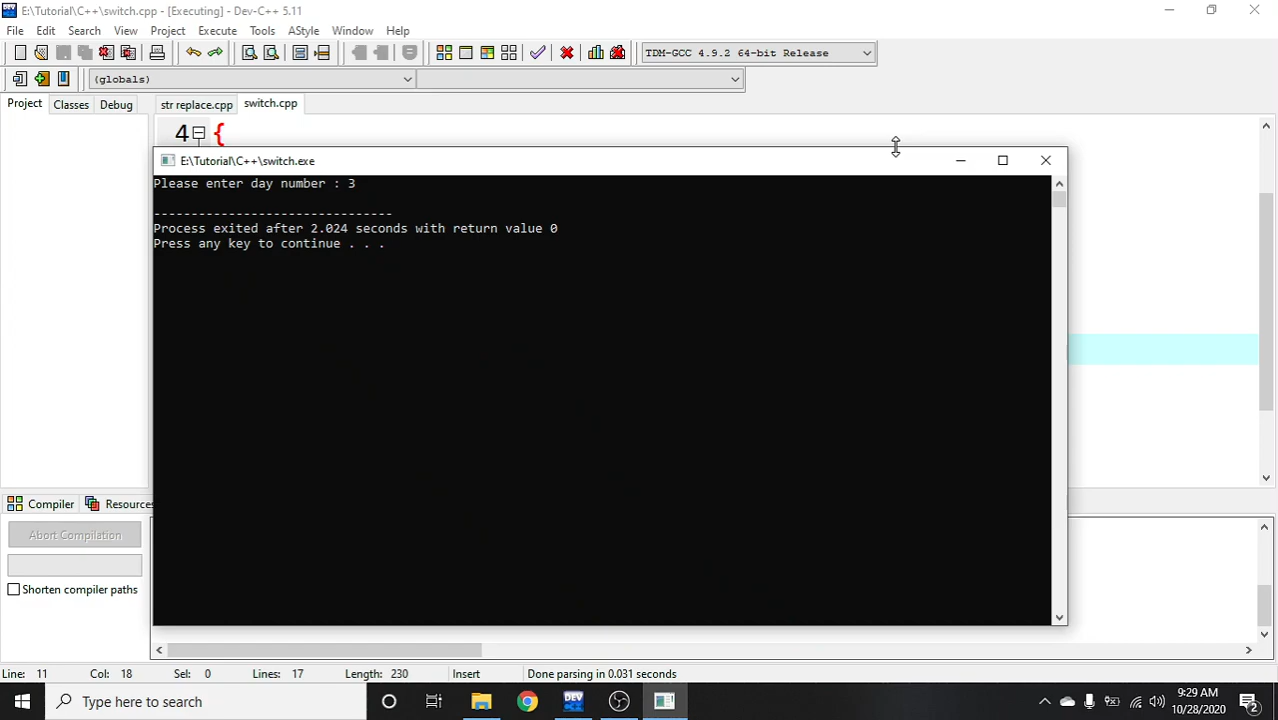 E:\Tutorial\C++\switch.cpp - [Executing] - Dev-C++ 5.11
File Edit Search View Project Execute Tools AStyle Window Help
TDM-GCC 4.9.2 64-bit Release
(globals)
Project Classes Debug str replace.cpp switch.cpp
4 {
E:\Tutorial\C++\switch.exe
Please enter day number : 3
--------------------------------
Process exited after 2.024 seconds with return value 0
Press any key to continue . . .
Compiler Resources
Abort Compilation
Shorten compiler paths
Line: 11 Col: 18 Sel: 0 Lines: 17 Length: 230 Insert Done parsing in 0.031 seconds
Type here to search
DEV
9:29 AM
10/28/2020
2